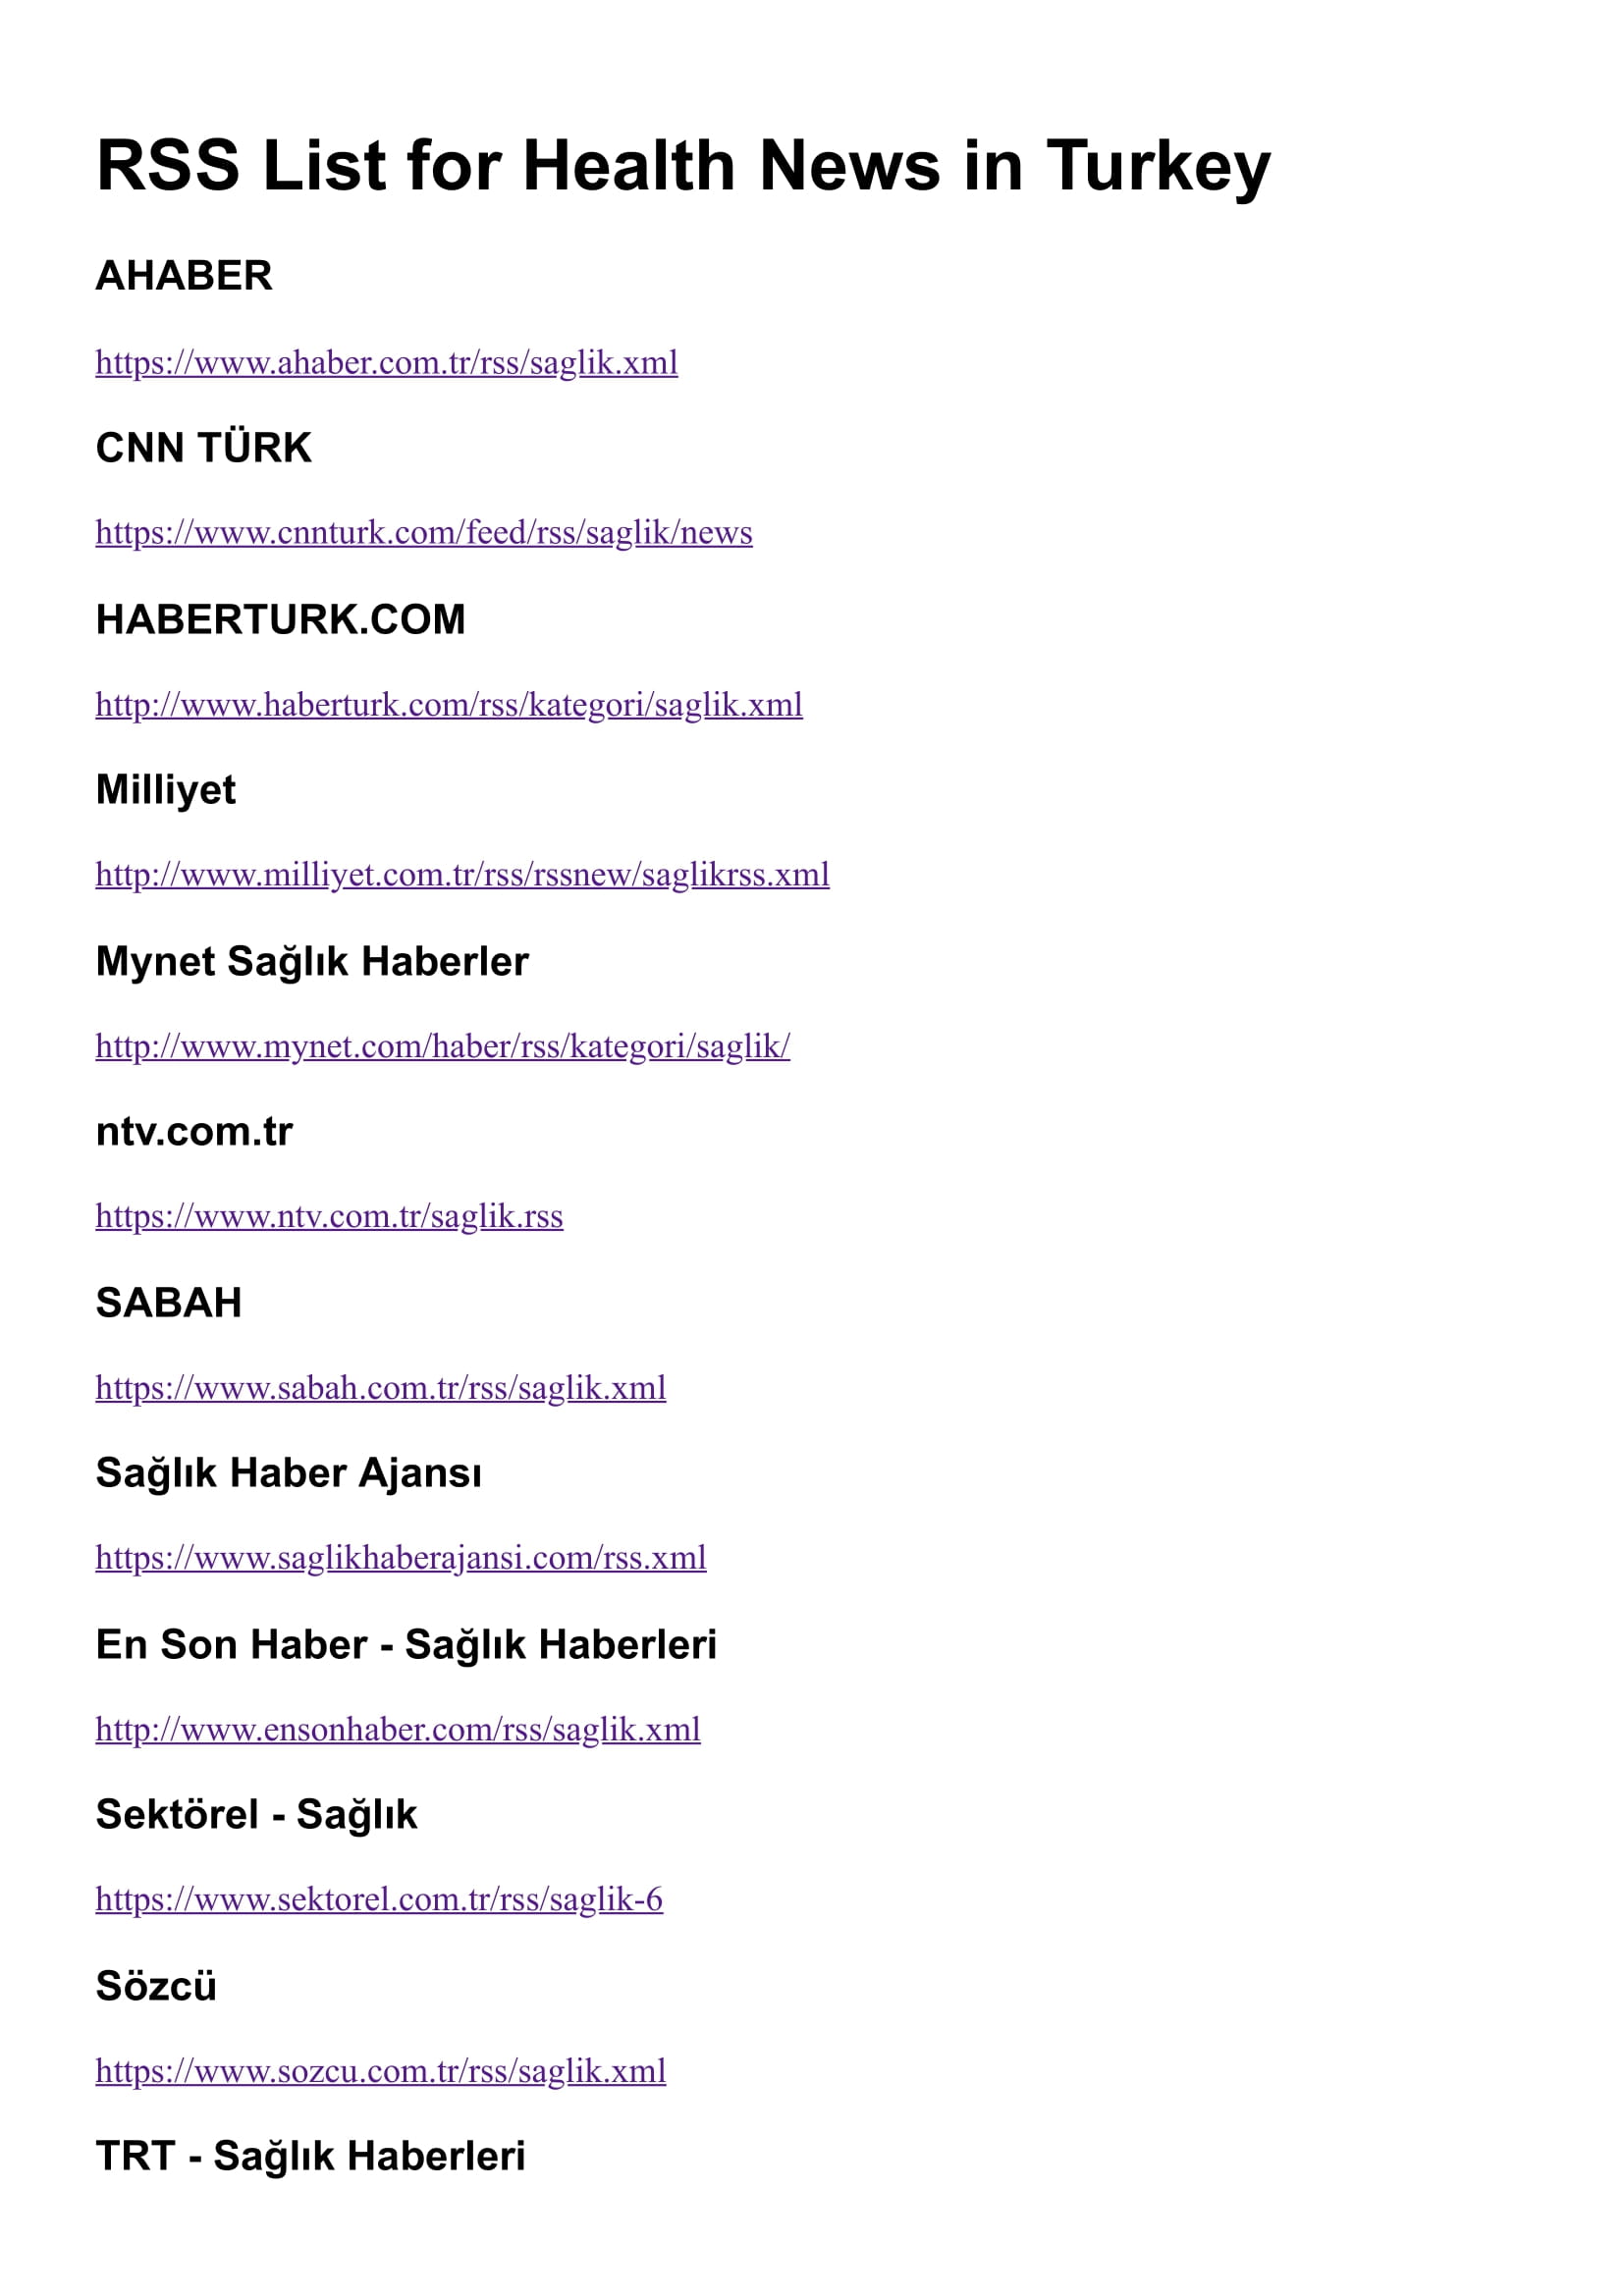 RSS List for Health News in Turkey
AHABER
https://www.ahaber.com.tr/rss/saglik.xml
CNN TÜRK
https://www.cnnturk.com/feed/rss/saglik/news
HABERTURK.COM
http://www.haberturk.com/rss/kategori/saglik.xml
Milliyet
http://www.milliyet.com.tr/rss/rssnew/saglikrss.xml
Mynet Sağlık Haberler
http://www.mynet.com/haber/rss/kategori/saglik/
ntv.com.tr
https://www.ntv.com.tr/saglik.rss
SABAH
https://www.sabah.com.tr/rss/saglik.xml
Sağlık Haber Ajansı
https://www.saglikhaberajansi.com/rss.xml
En Son Haber - Sağlık Haberleri
http://www.ensonhaber.com/rss/saglik.xml
Sektörel - Sağlık
https://www.sektorel.com.tr/rss/saglik-6
Sözcü
https://www.sozcu.com.tr/rss/saglik.xml
TRT - Sağlık Haberleri